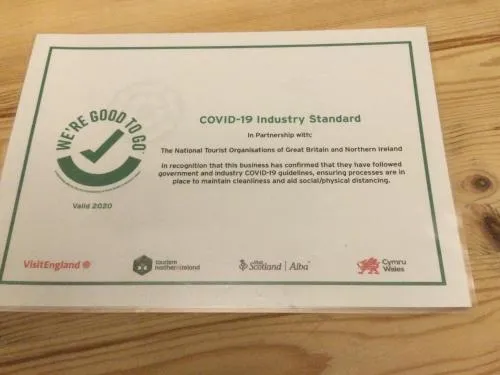 WE'RE GOOD TO GO
COVID-19 Industry Standard
In Partnership with;
The National Tourist Organisations of Great Britain and Northern Ireland
in recognition that this business has confirmed that they have followed
government and industry COVID-19 guidelines, ensuring processes are in
place to maintain cleanliness and aid social/physical distancing.
Valid 2020
VisitEngland
tourism
northernireland
Visit
Scotland | Alba
Cymru
Wales